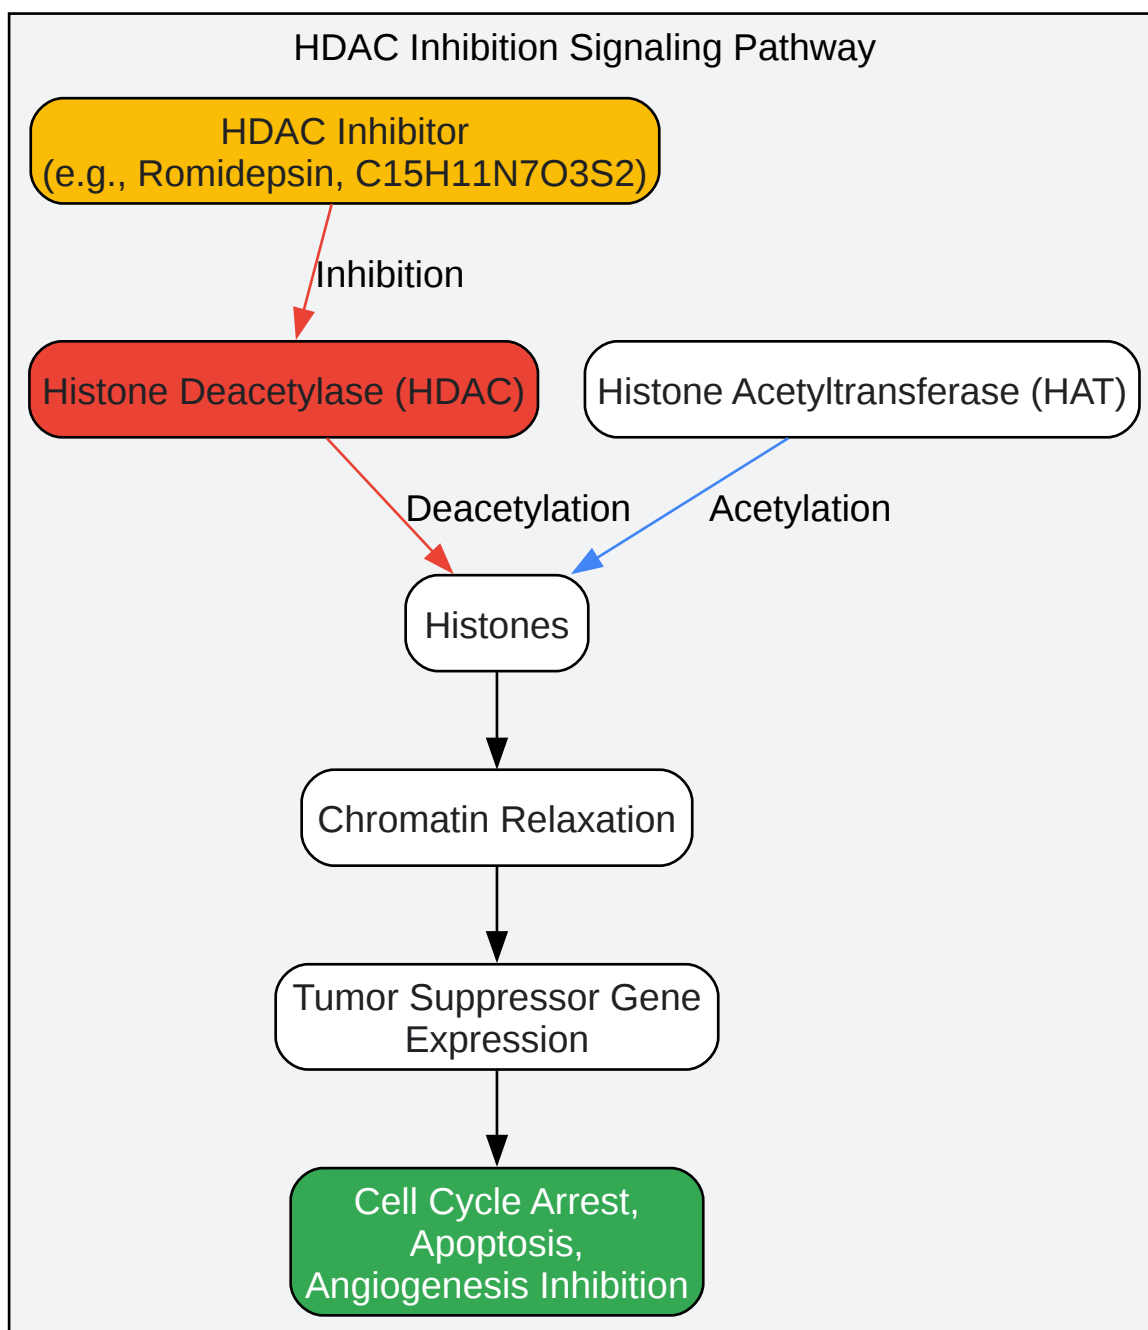 HDAC Inhibition Signaling Pathway
HDAC Inhibitor
(e.g., Romidepsin, C15H11N7O3S2)
Inhibition
Histone Deacetylase (HDAC)
Histone Acetyltransferase (HAT)
Deacetylation
Acetylation
Histones
Chromatin Relaxation
Tumor Suppressor Gene
Expression
Cell Cycle Arrest,
Apoptosis,
Angiogenesis Inhibition